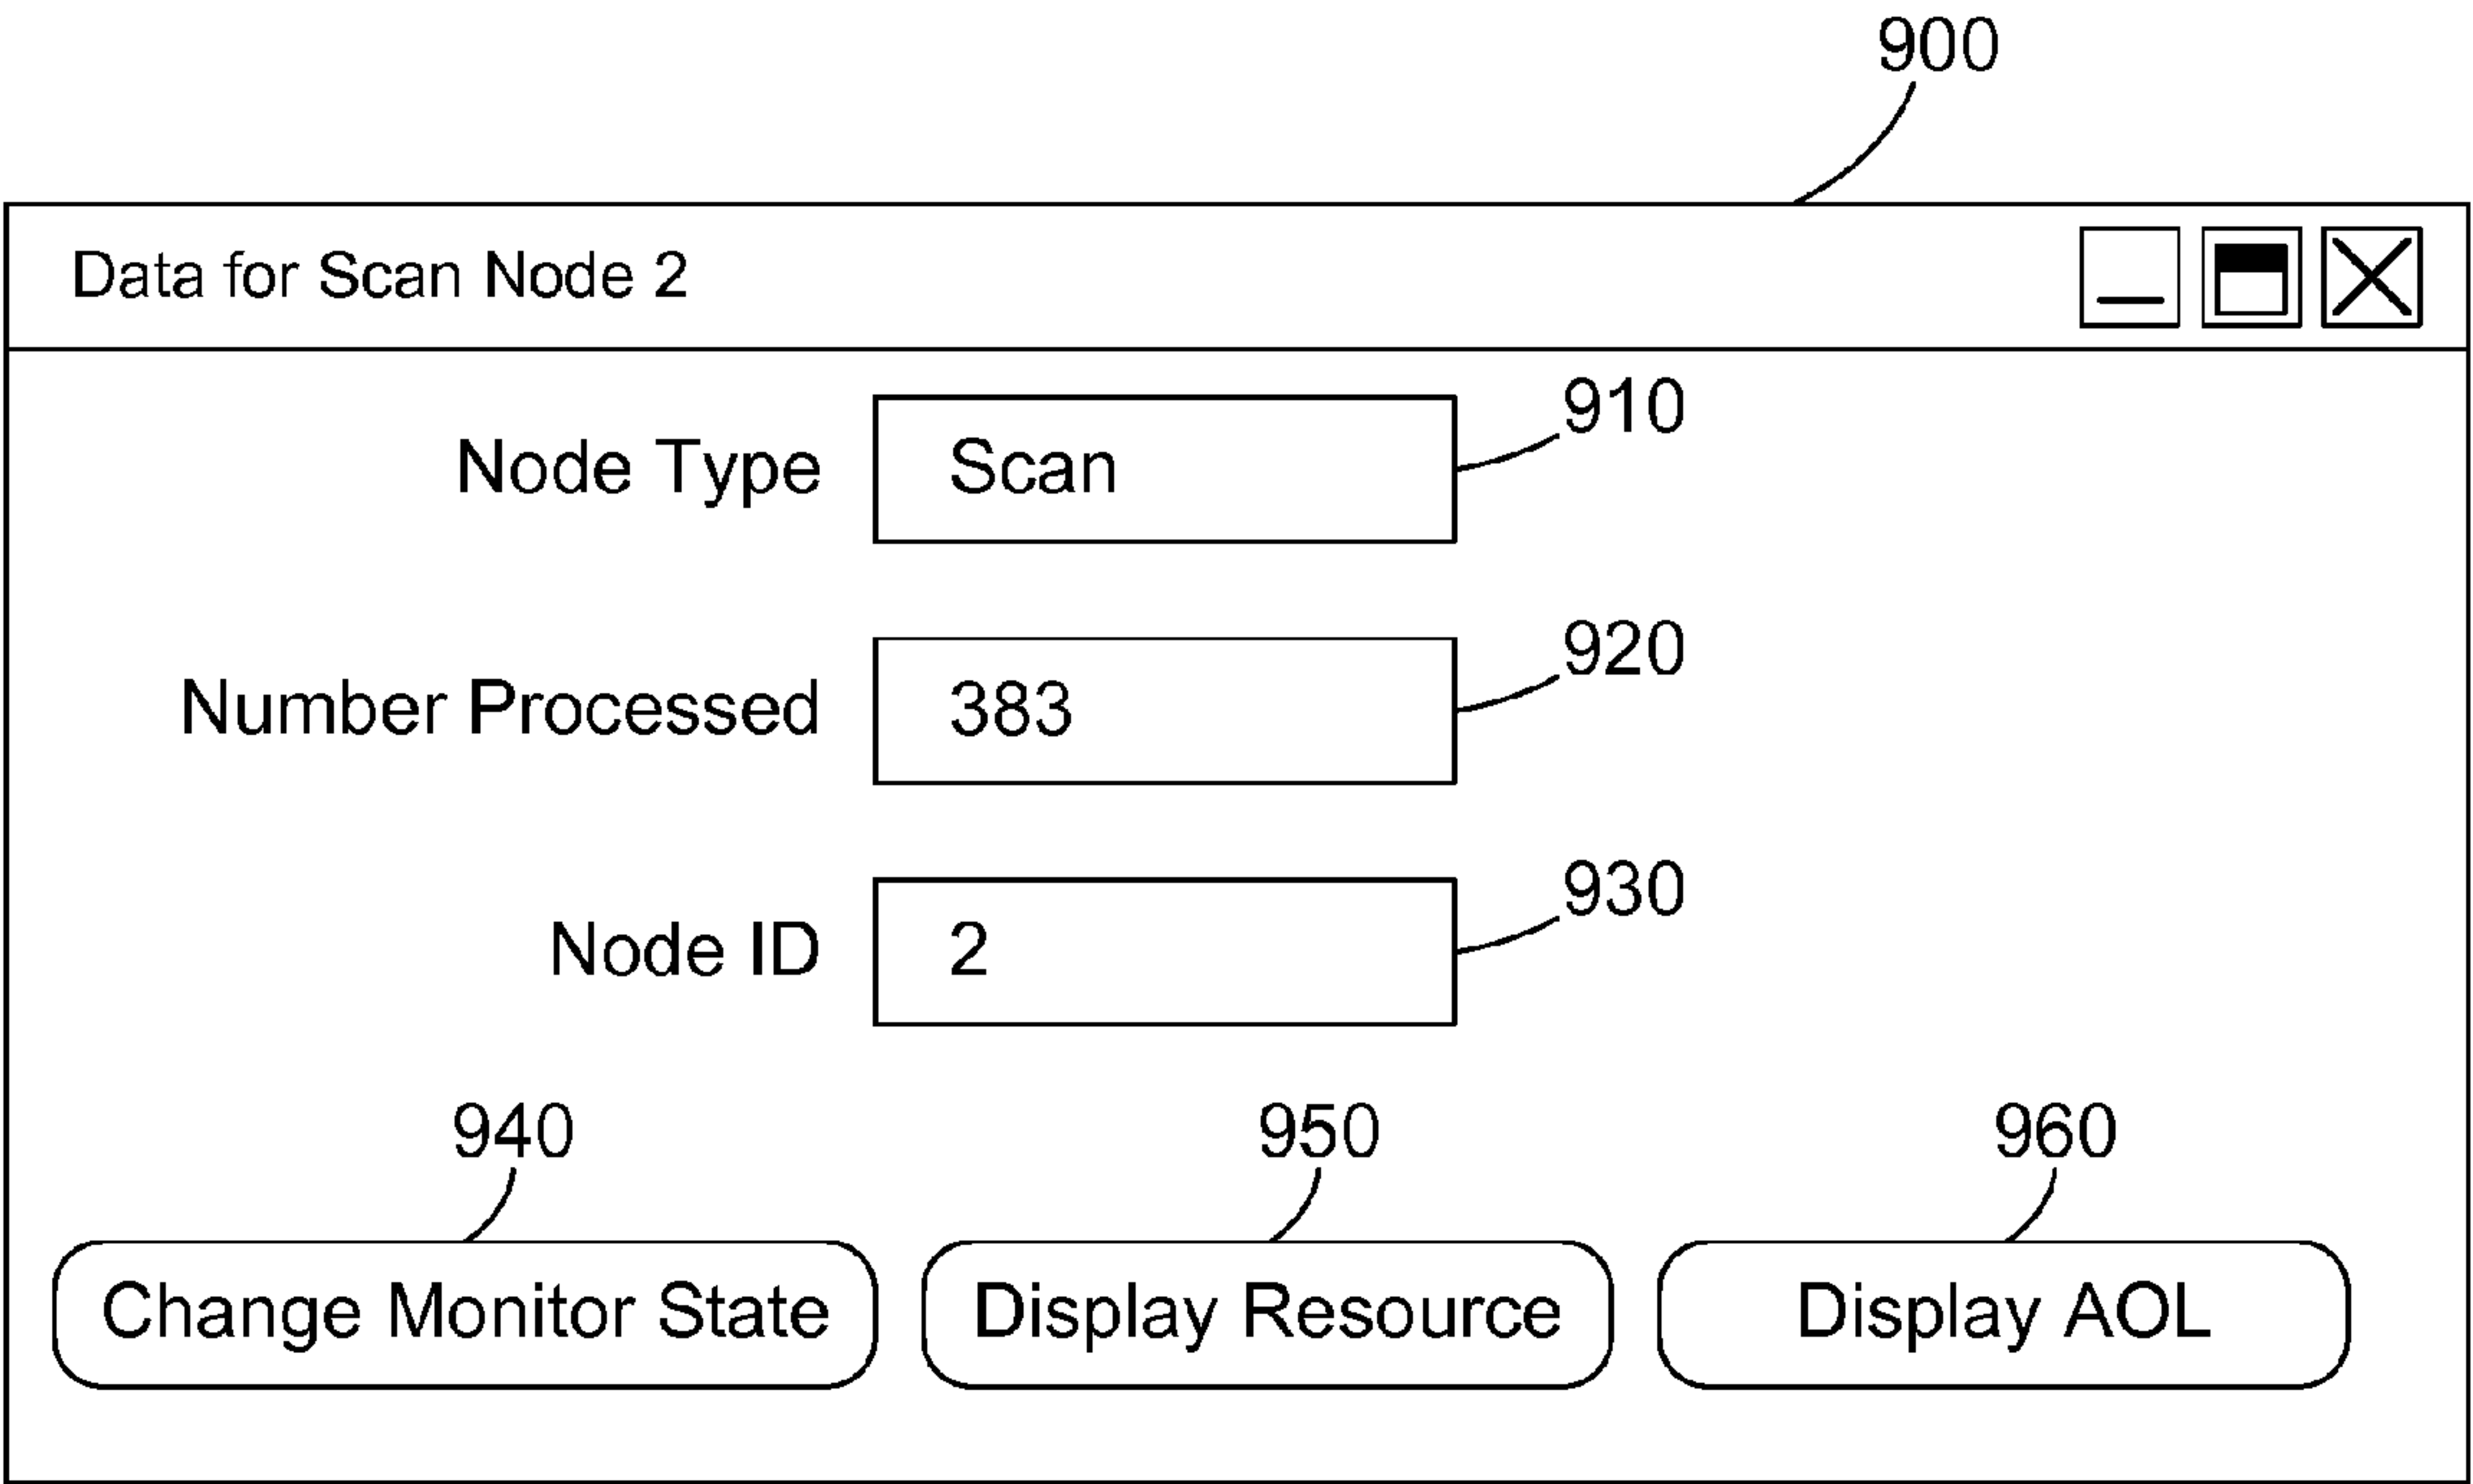 900
Data for Scan Node 2
Node Type Scan 910
Number Processed 383 920
Node ID 2 930
940 950 960
Change Monitor State Display Resource Display AOL